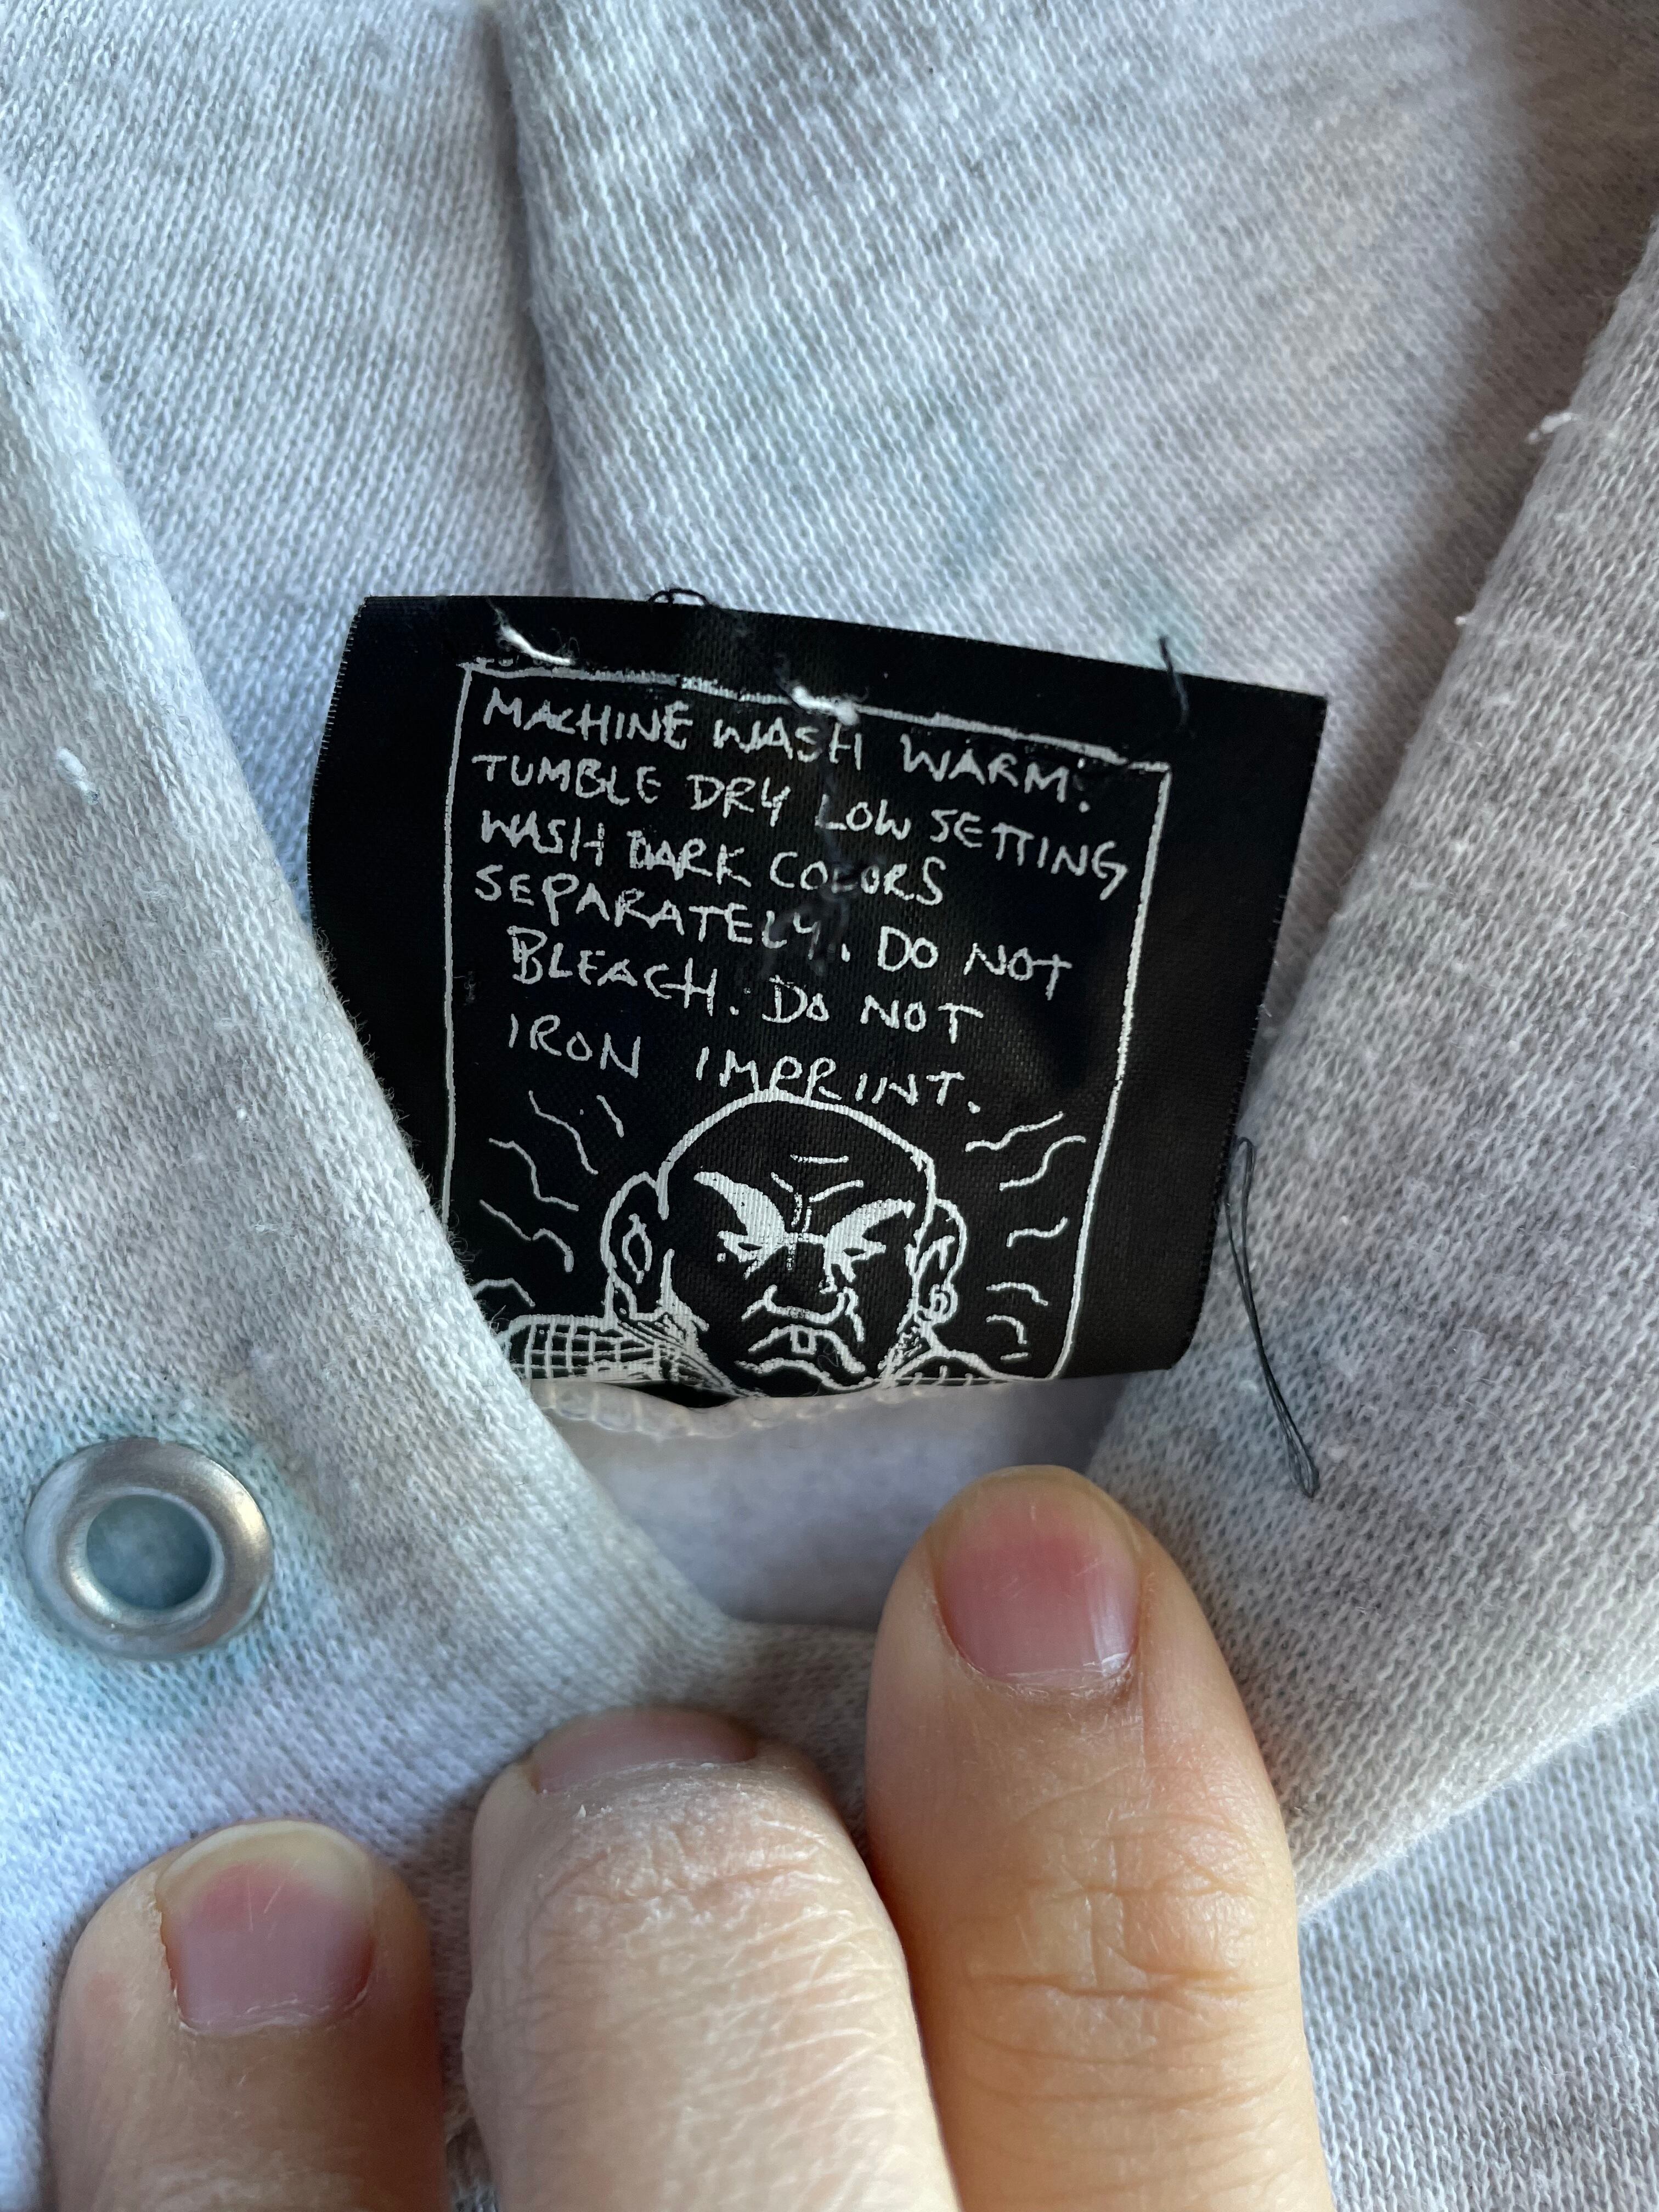 MACHINE WASH WARM.
TUMBLE DRY LOW SETTING
WASH DARK COLORS
SEPARATELY. DO NOT
BLEACH. DO NOT
IRON IMPRINT.